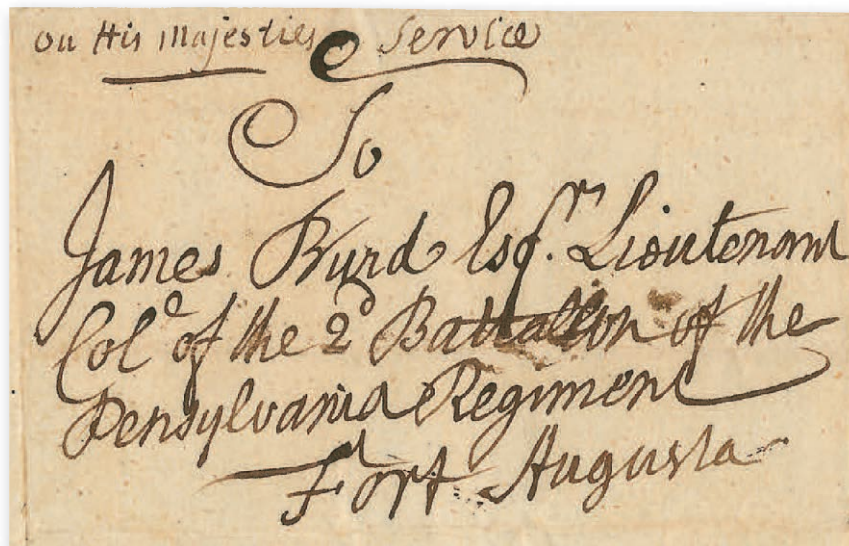 on His Majesties Service
To
James Burd Esqr. Lieutenant
Colo of the 2d Battallion of the
Pensylvania Regiment
Fort Augusta